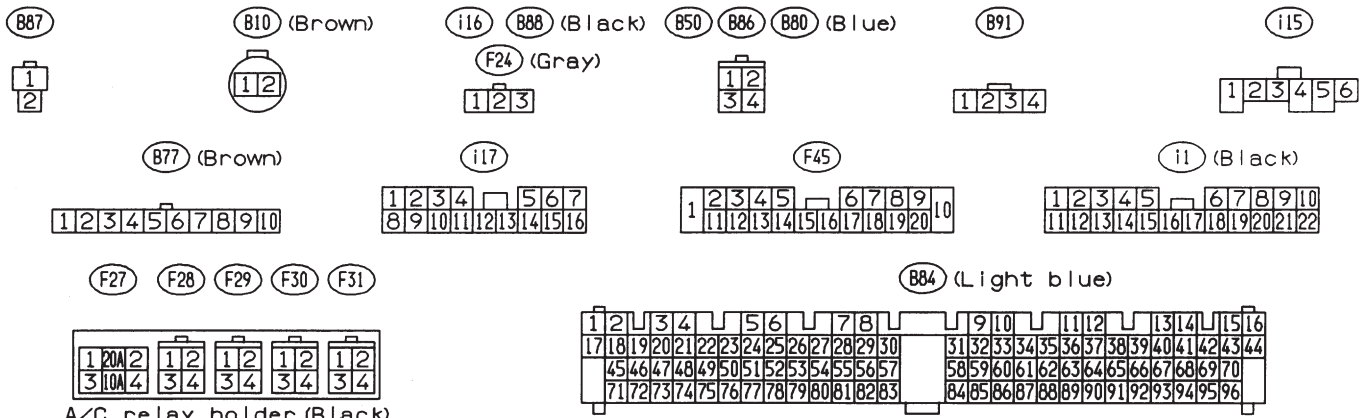 B87 B10 (Brown) i16 B88 (Black) B50 B86 B80 (Blue) B91 i15
F24 (Gray)
1
2
1 2
1 2 3
1 2
3 4
1 2 3 4
1 2 3 4 5 6
B77 (Brown) i17 F45 i1 (Black)
1 2 3 4 5 6 7 8 9 10
1 2 3 4 5 6 7
8 9 10 11 12 13 14 15 16
1 2 3 4 5 6 7 8 9 10
11 12 13 14 15 16 17 18 19 20
1 2 3 4 5 6 7 8 9 10
11 12 13 14 15 16 17 18 19 20 21 22
F27 F28 F29 F30 F31 B84 (Light blue)
1 20A 2 1 2 1 2 1 2 1 2
3 10A 4 3 4 3 4 3 4 3 4
A/C relay holder (Black)
1 2 3 4 5 6 7 8 9 10 11 12 13 14 15 16
17 18 19 20 21 22 23 24 25 26 27 28 29 30 31 32 33 34 35 36 37 38 39 40 41 42 43 44
45 46 47 48 49 50 51 52 53 54 55 56 57 58 59 60 61 62 63 64 65 66 67 68 69 70
71 72 73 74 75 76 77 78 79 80 81 82 83 84 85 86 87 88 89 90 91 92 93 94 95 96